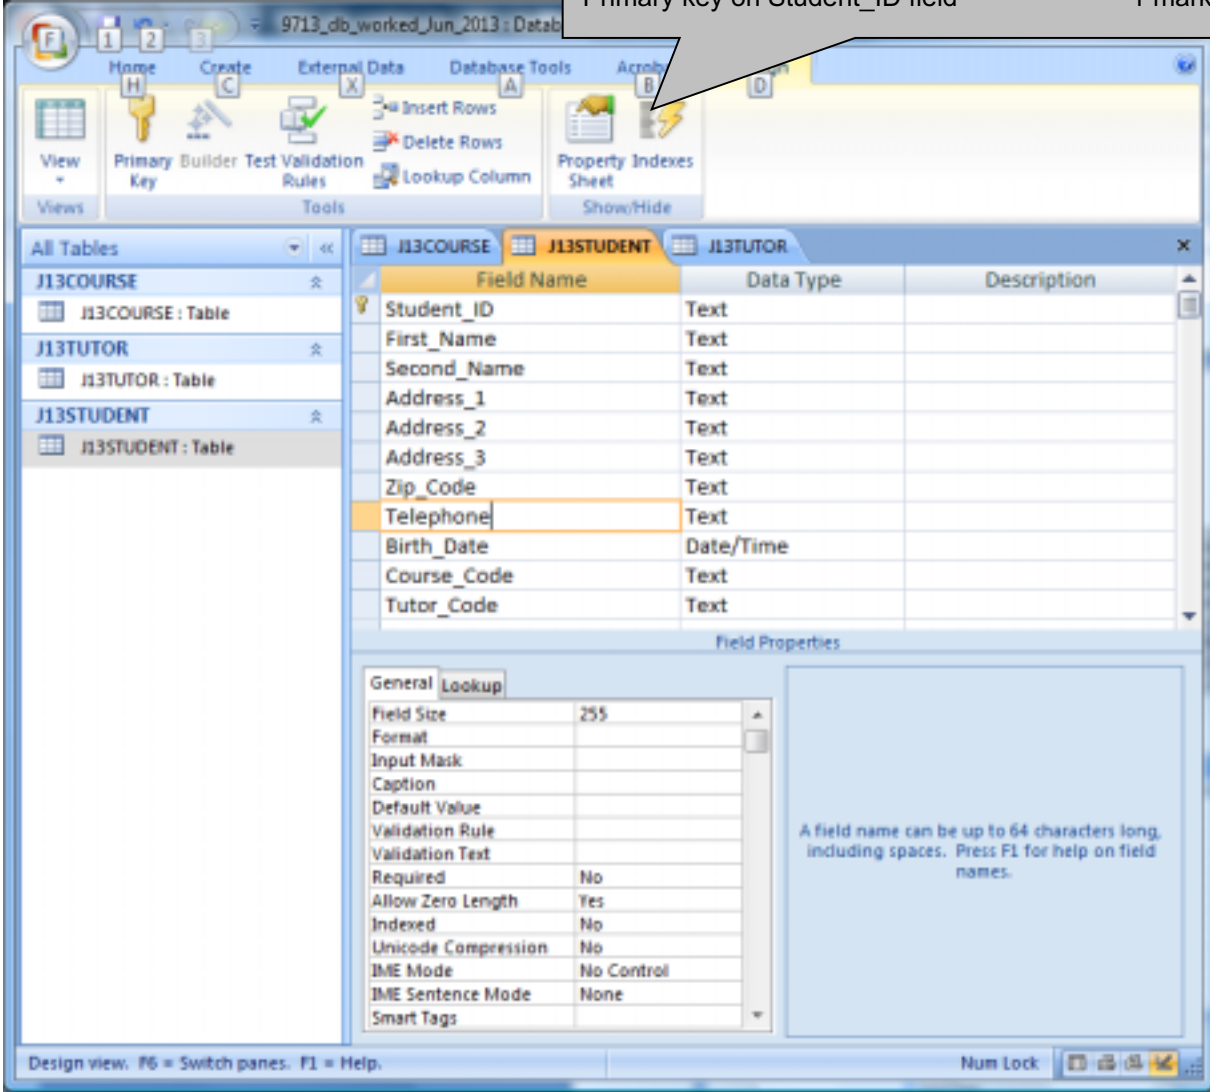 Primary key on Student_ID field 1 mark
9713_db_worked_Jun_2013 : Datab
F 1 2 3
Home Create External Data Database Tools
H C X A B D
View
Views
Primary Key
Builder
Test Validation Rules
Insert Rows
Delete Rows
Lookup Column
Tools
Property Sheet
Indexes
Show/Hide
All Tables
J13COURSE
J13COURSE : Table
J13TUTOR
J13TUTOR : Table
J13STUDENT
J13STUDENT : Table
J13COURSE J13STUDENT J13TUTOR
Field Name Data Type Description
Student_ID Text
First_Name Text
Second_Name Text
Address_1 Text
Address_2 Text
Address_3 Text
Zip_Code Text
Telephone Text
Birth_Date Date/Time
Course_Code Text
Tutor_Code Text
Field Properties
General Lookup
Field Size 255
Format
Input Mask
Caption
Default Value
Validation Rule
Validation Text
Required No
Allow Zero Length Yes
Indexed No
Unicode Compression No
IME Mode No Control
IME Sentence Mode None
Smart Tags
A field name can be up to 64 characters long,
including spaces. Press F1 for help on field
names.
Design view. F6 = Switch panes. F1 = Help.
Num Lock